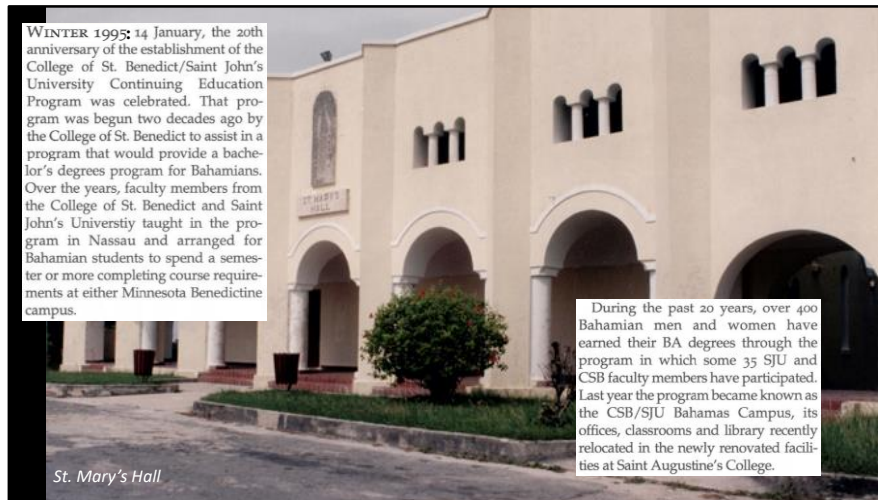 WINTER 1995: 14 January, the 20th
anniversary of the establishment of the
College of St. Benedict/Saint John's
University Continuing Education
Program was celebrated. That pro-
gram was begun two decades ago by
the College of St. Benedict to assist in a
program that would provide a bache-
lor's degrees program for Bahamians.
Over the years, faculty members from
the College of St. Benedict and Saint
John's Universtiy taught in the pro-
gram in Nassau and arranged for
Bahamian students to spend a semes-
ter or more completing course require-
ments at either Minnesota Benedictine
campus.
ST. MARY'S
HALL
During the past 20 years, over 400
Bahamian men and women have
earned their BA degrees through the
program in which some 35 SJU and
CSB faculty members have participated.
Last year the program became known as
the CSB/SJU Bahamas Campus, its
offices, classrooms and library recently
relocated in the newly renovated facili-
ties at Saint Augustine's College.
St. Mary's Hall